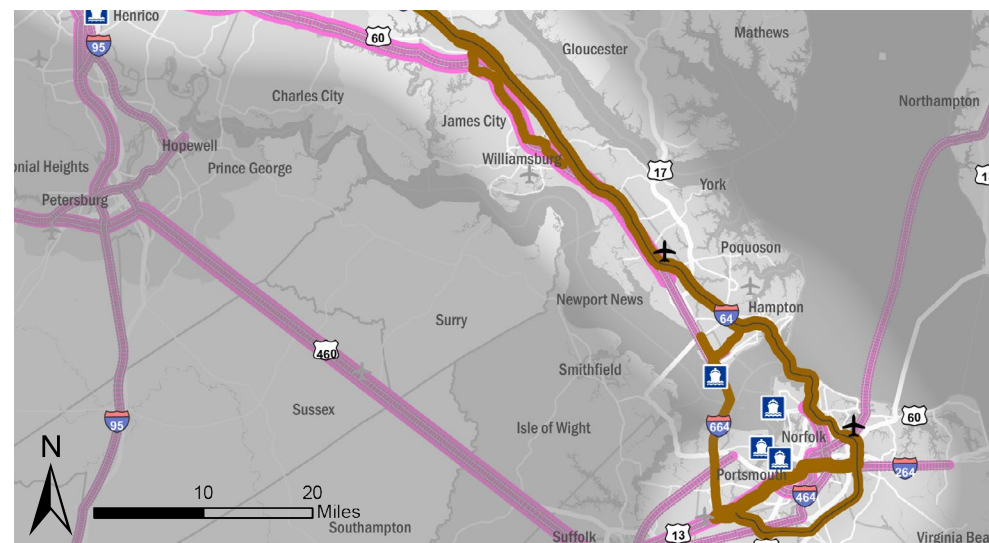 Henrico
95
60
Gloucester
Mathews
Charles City
Northampton
James City
Hopewell
Williamsburg
onial Heights
Prince George
17
1
York
Petersburg
Poquoson
Newport News
Hampton
64
Surry
460
Smithfield
Sussex
95
664
60
Isle of Wight
Norfolk
N
Portsmouth
264
464
10
20
Miles
Southampton
Suffolk
13
Virginia Bea